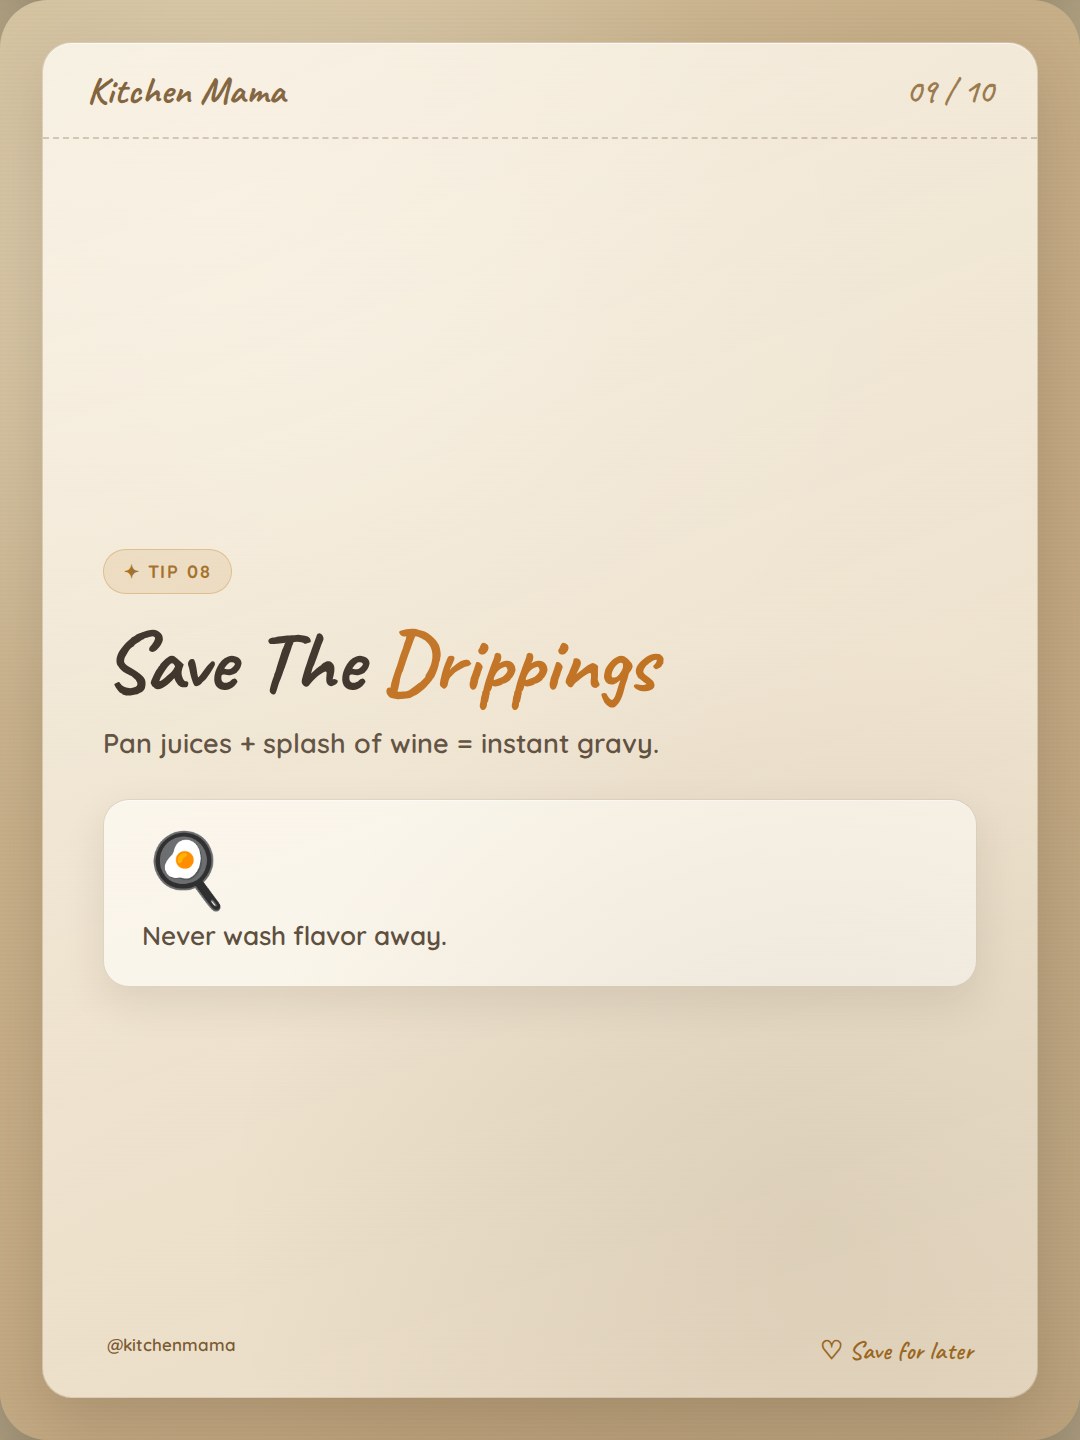 Kitchen Mama
09 / 10
✦ TIP 08
Save The Drippings
Pan juices + splash of wine = instant gravy.
Never wash flavor away.
@kitchenmama
♡ Save for later